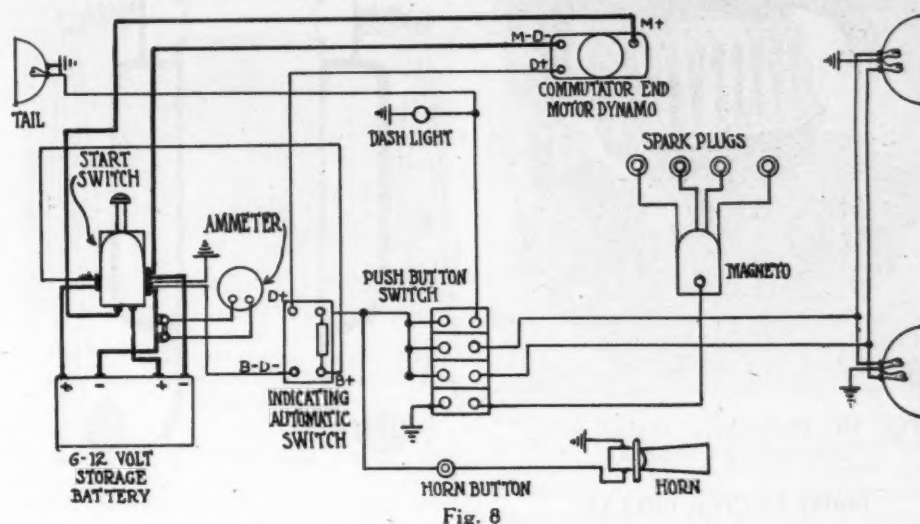 M+
M-D-
D+
COMMUTATOR END
MOTOR DYNAMO
TAIL
DASH LIGHT
SPARK PLUGS
START
SWITCH
AMMETER
PUSH BUTTON
SWITCH
MAGNETO
D+
B-D-
B+
INDICATING
AUTOMATIC
SWITCH
+ - + -
6-12 VOLT
STORAGE
BATTERY
HORN BUTTON
HORN
Fig. 8